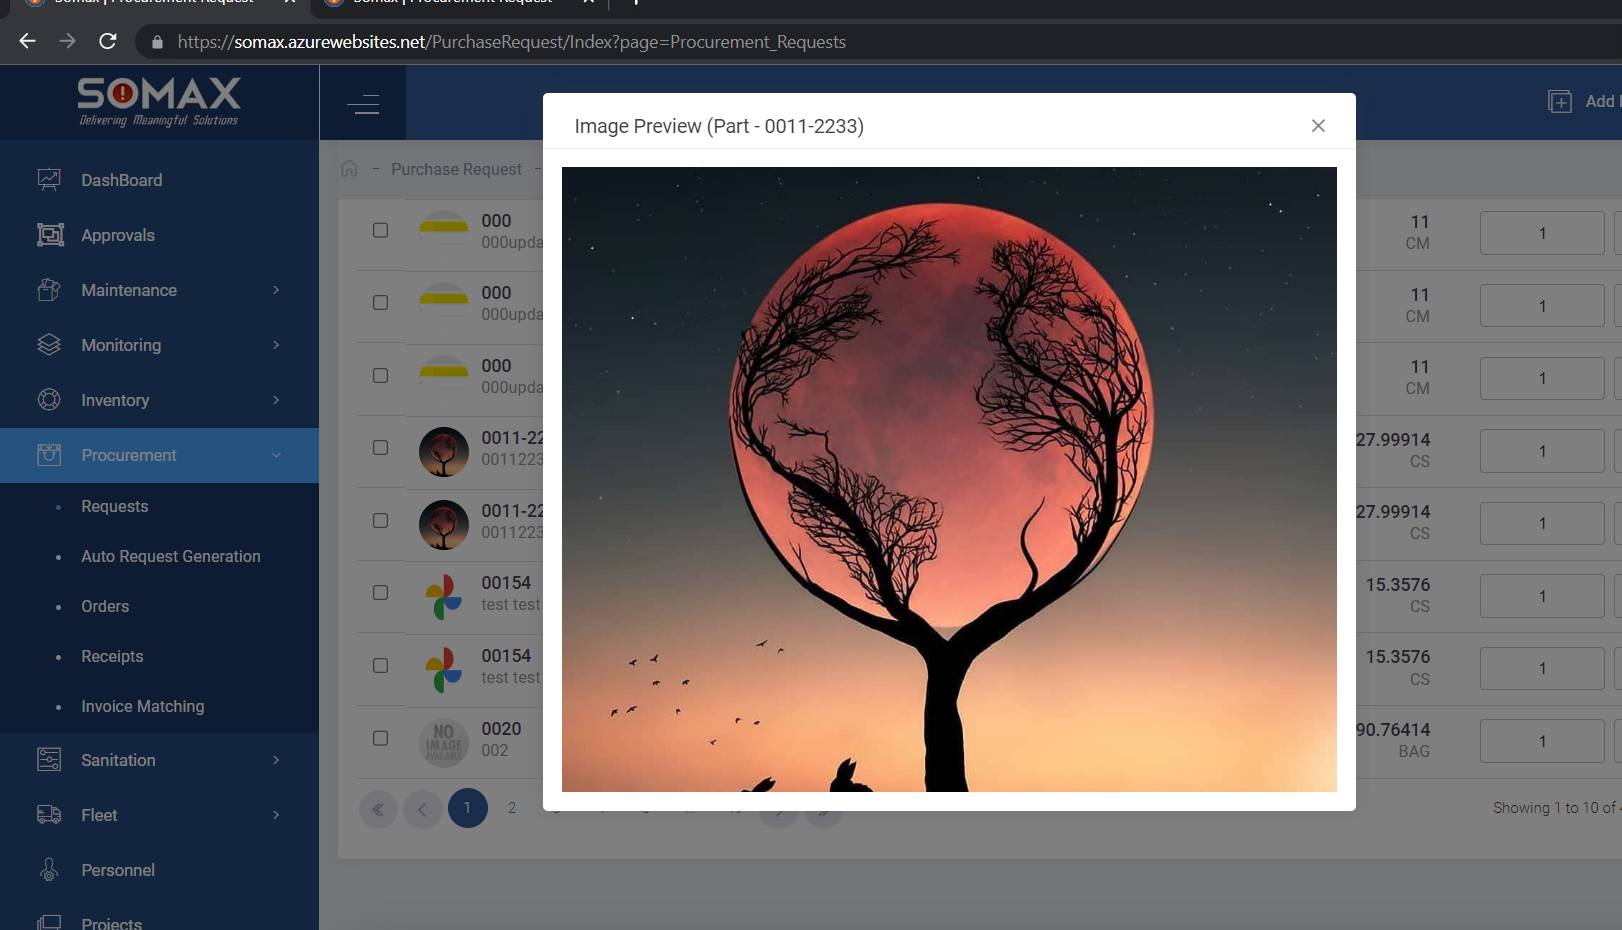 Somax | Procurement Request
Somax | Procurement Request
https://somax.azurewebsites.net/PurchaseRequest/Index?page=Procurement_Requests
SOMAX
Delivering Meaningful Solutions
Add
Image Preview (Part - 0011-2233)
Purchase Request -
DashBoard
Approvals
Maintenance
Monitoring
Inventory
Procurement
Requests
Auto Request Generation
Orders
Receipts
Invoice Matching
Sanitation
Fleet
Personnel
Projects
000
000upda
11
CM
1
000
000upda
11
CM
1
000
000upda
11
CM
1
0011-22
0011223
27.99914
CS
1
0011-22
0011223
27.99914
CS
1
00154
test test
15.3576
CS
1
00154
test test
15.3576
CS
1
NO
IMAGE
AVAILABLE
0020
002
90.76414
BAG
1
1 2
Showing 1 to 10 of